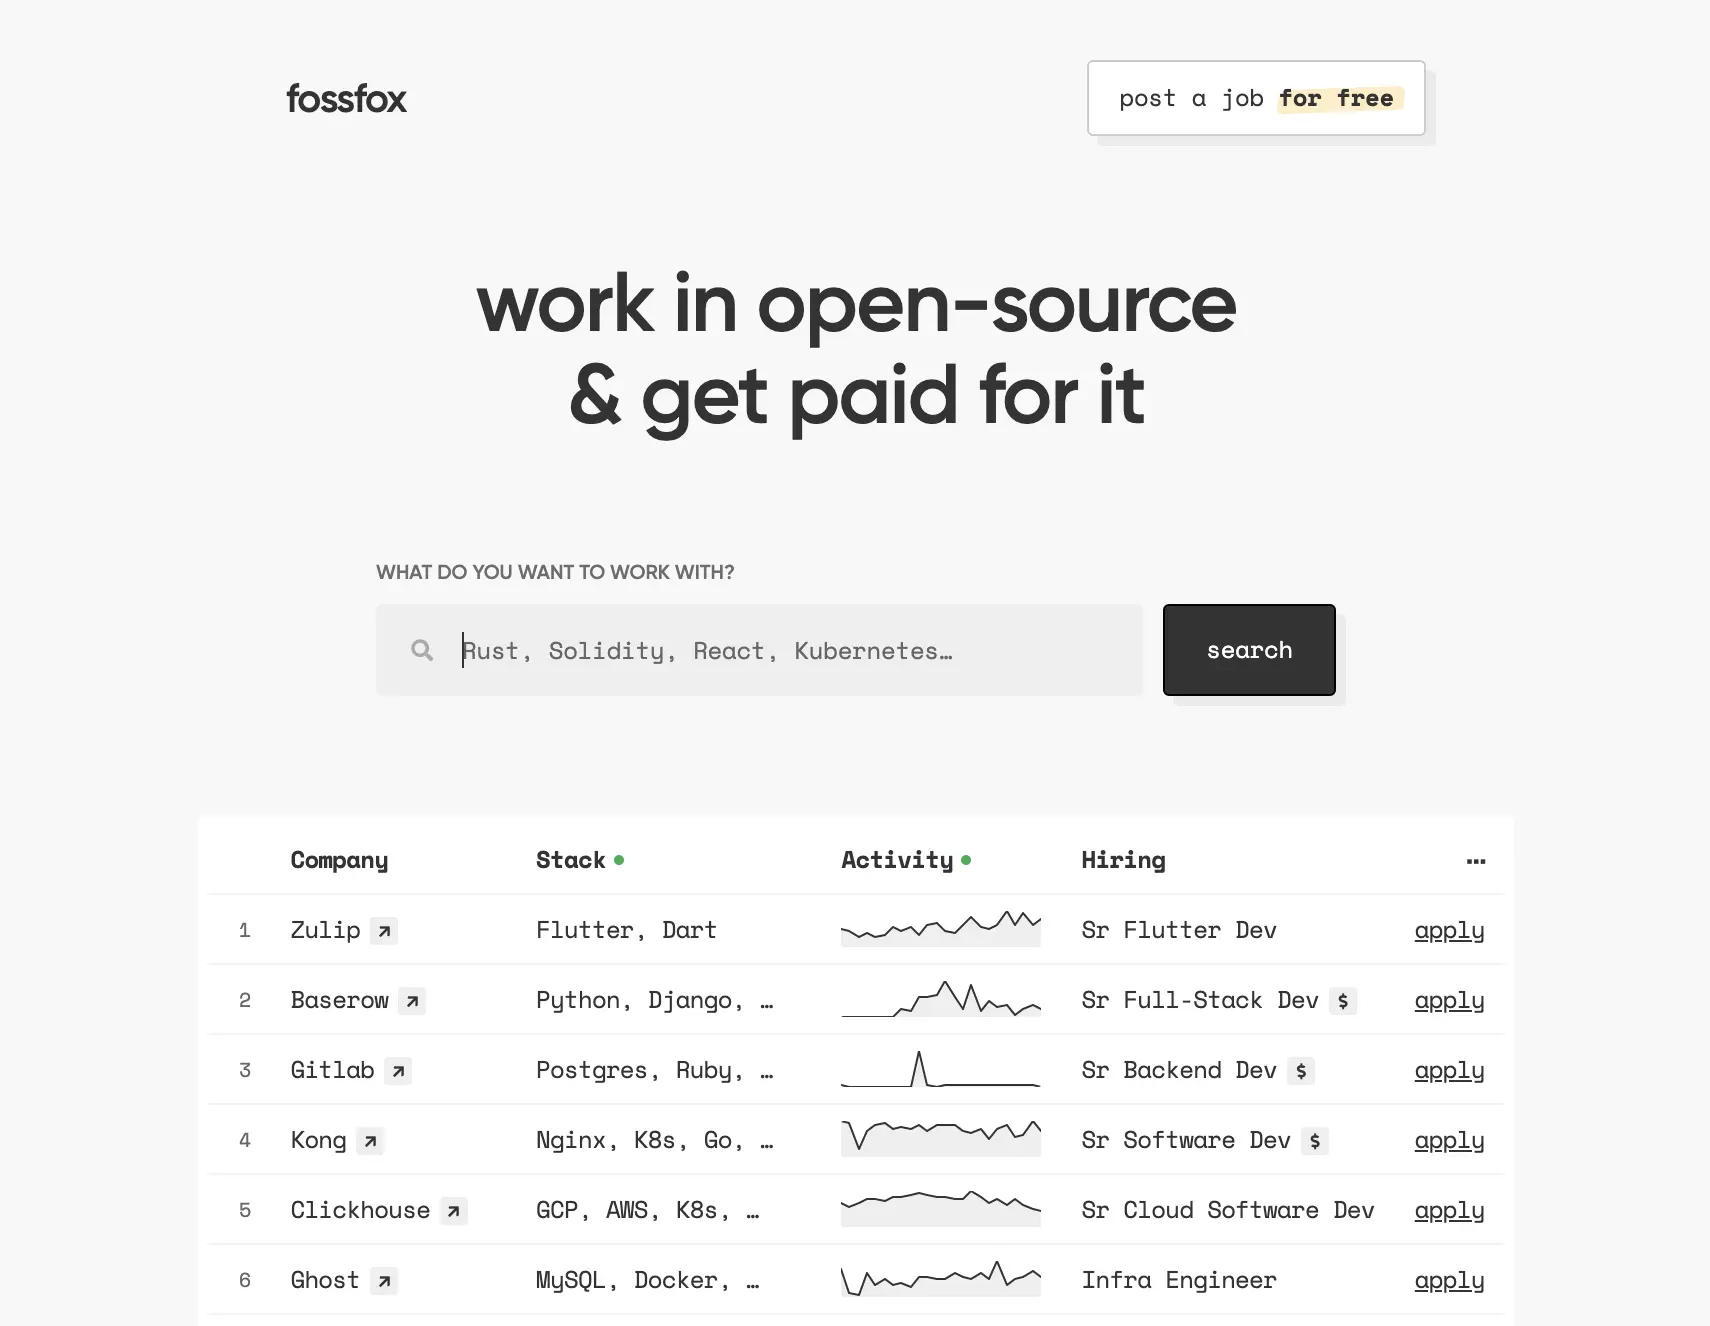 fossfox
post a job for free
work in open-source
& get paid for it
WHAT DO YOU WANT TO WORK WITH?
Rust, Solidity, React, Kubernetes…
search
Company Stack Activity Hiring …
1 Zulip Flutter, Dart Sr Flutter Dev apply
2 Baserow Python, Django, … Sr Full-Stack Dev $ apply
3 Gitlab Postgres, Ruby, … Sr Backend Dev $ apply
4 Kong Nginx, K8s, Go, … Sr Software Dev $ apply
5 Clickhouse GCP, AWS, K8s, … Sr Cloud Software Dev apply
6 Ghost MySQL, Docker, … Infra Engineer apply